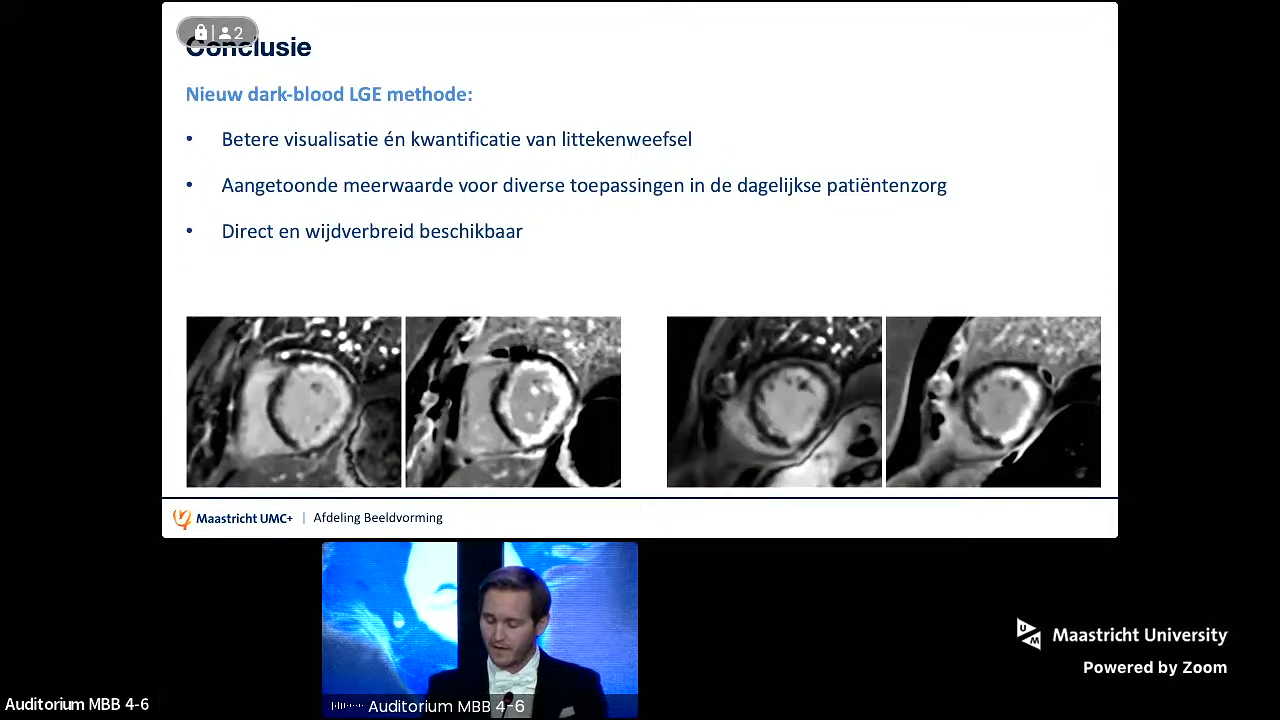 2
Conclusie
Nieuw dark-blood LGE methode:
• Betere visualisatie én kwantificatie van littekenweefsel
• Aangetoonde meerwaarde voor diverse toepassingen in de dagelijkse patiëntenzorg
• Direct en wijdverbreid beschikbaar
Maastricht UMC+ | Afdeling Beeldvorming
UM Maastricht University
Powered by Zoom
Auditorium MBB 4-6
Auditorium MBB 4-6